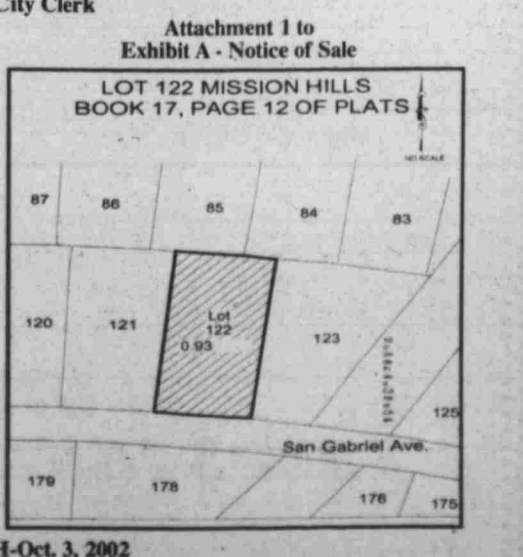 City Clerk
Attachment 1 to
Exhibit A - Notice of Sale
LOT 122 MISSION HILLS
BOOK 17, PAGE 12 OF PLATS
NO SCALE
87
86
85
84
83
120
121
Lot
122
0.93
123
125
San Gabriel Ave.
179
178
176
175
H-Oct. 3, 2002